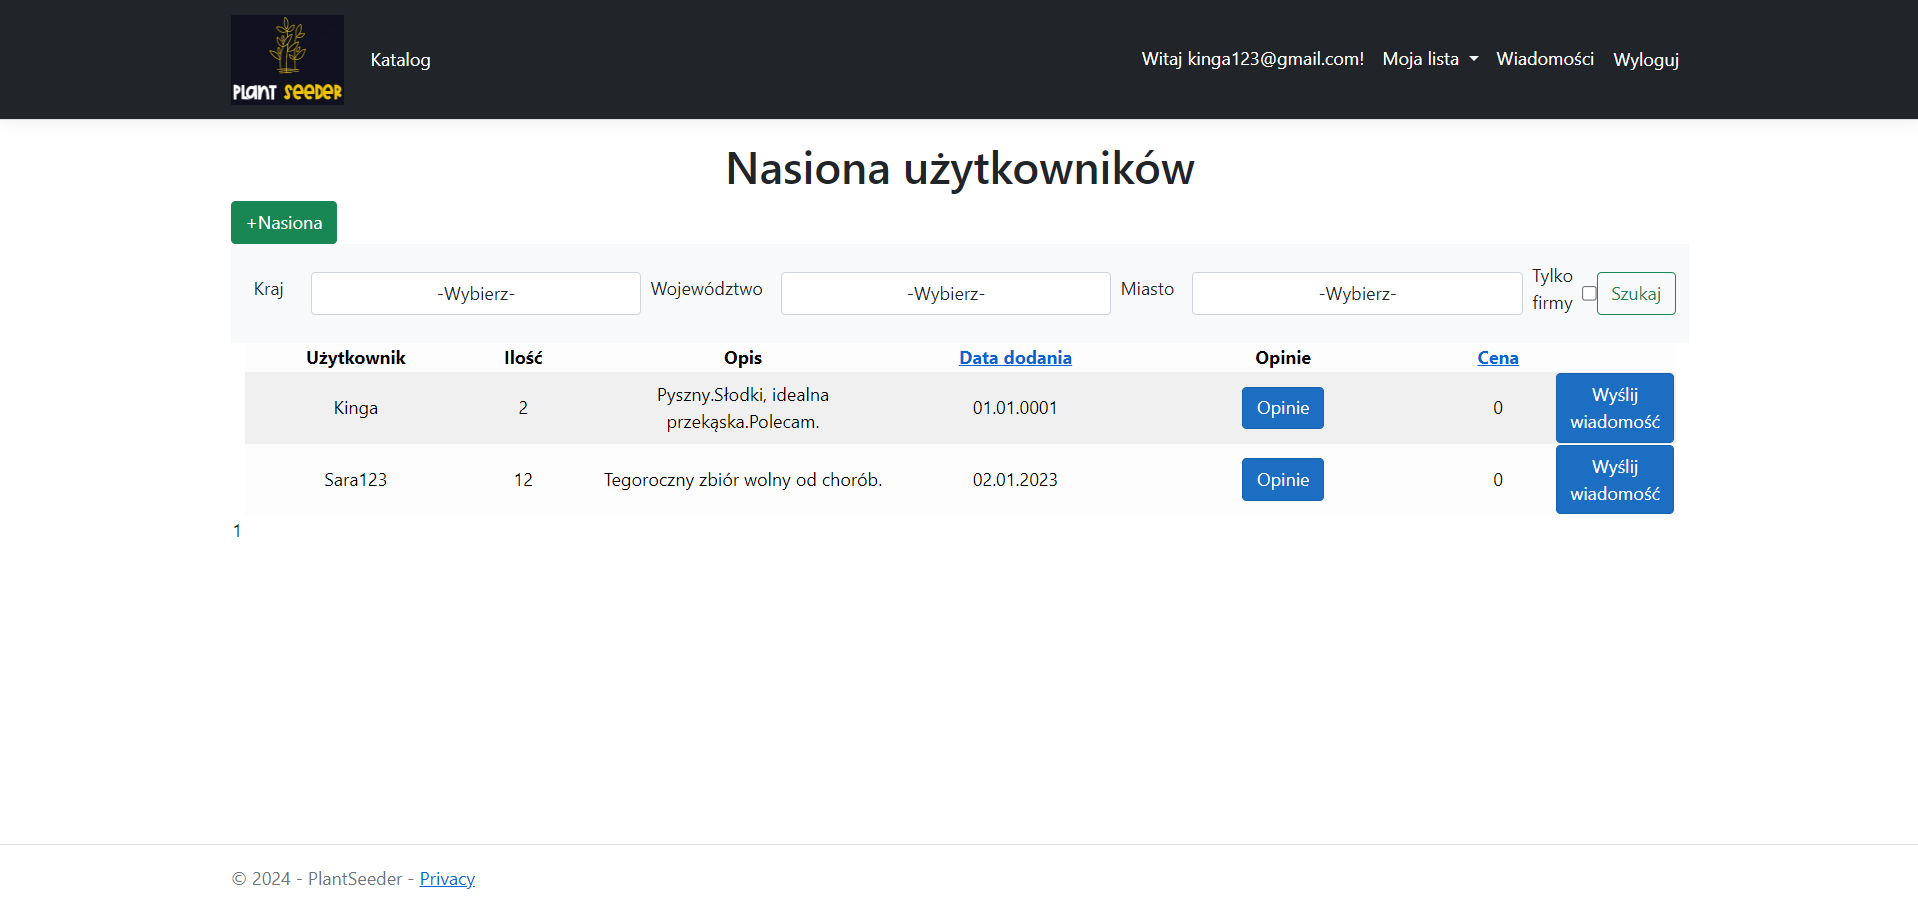 PLANT SEEDER
Katalog
Witaj kinga123@gmail.com!
Moja lista
Wiadomości
Wyloguj
Nasiona użytkowników
+Nasiona
Kraj
-Wybierz-
Województwo
-Wybierz-
Miasto
-Wybierz-
Tylko
firmy
Szukaj
Użytkownik Ilość Opis Data dodania Opinie Cena
Kinga
2
Pyszny.Słodki, idealna
przekąska.Polecam.
01.01.0001
Opinie
0
Wyślij
wiadomość
Sara123
12
Tegoroczny zbiór wolny od chorób.
02.01.2023
Opinie
0
Wyślij
wiadomość
1
© 2024 - PlantSeeder - Privacy